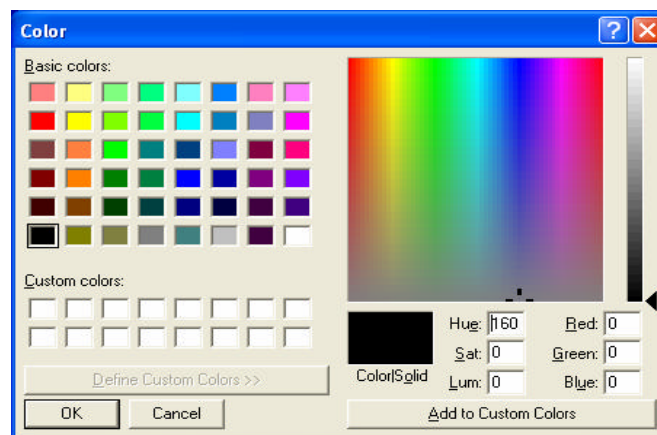 Color
Basic colors:
Custom colors:
Define Custom Colors >>
OK
Cancel
Color|Solid
Hue: 160
Sat: 0
Lum: 0
Red: 0
Green: 0
Blue: 0
Add to Custom Colors